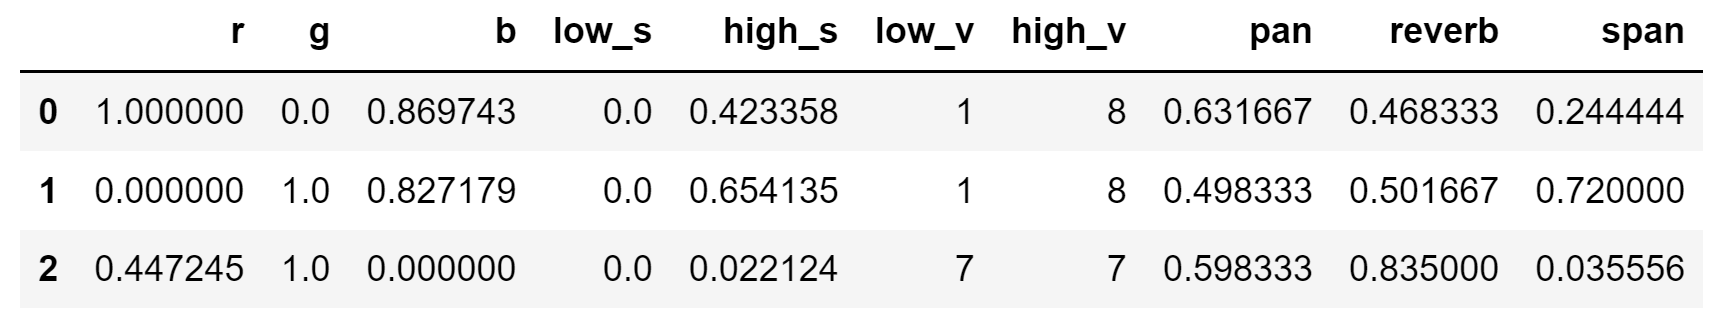 r g b low_s high_s low_v high_v pan reverb span
0 1.000000 0.0 0.869743 0.0 0.423358 1 8 0.631667 0.468333 0.244444
1 0.000000 1.0 0.827179 0.0 0.654135 1 8 0.498333 0.501667 0.720000
2 0.447245 1.0 0.000000 0.0 0.022124 7 7 0.598333 0.835000 0.035556